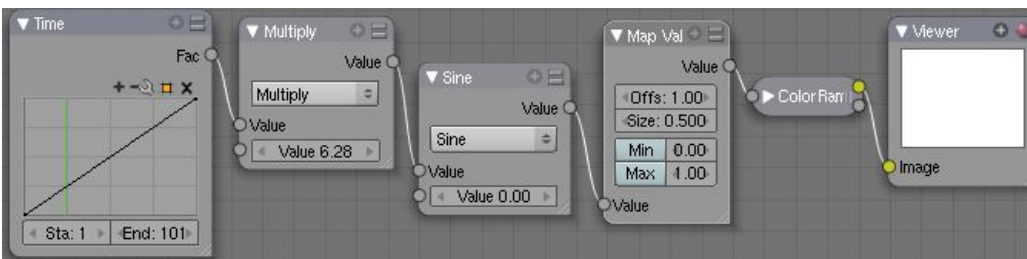 Time
Fac
Sta: 1
End: 101
Multiply
Value
Multiply
Value
Value 6.28
Sine
Value
Sine
Value
Value 0.00
Map Val
Value
Offs: 1.00
Size: 0.500
Min 0.00
Max 1.00
Value
ColorRam
Viewer
Image